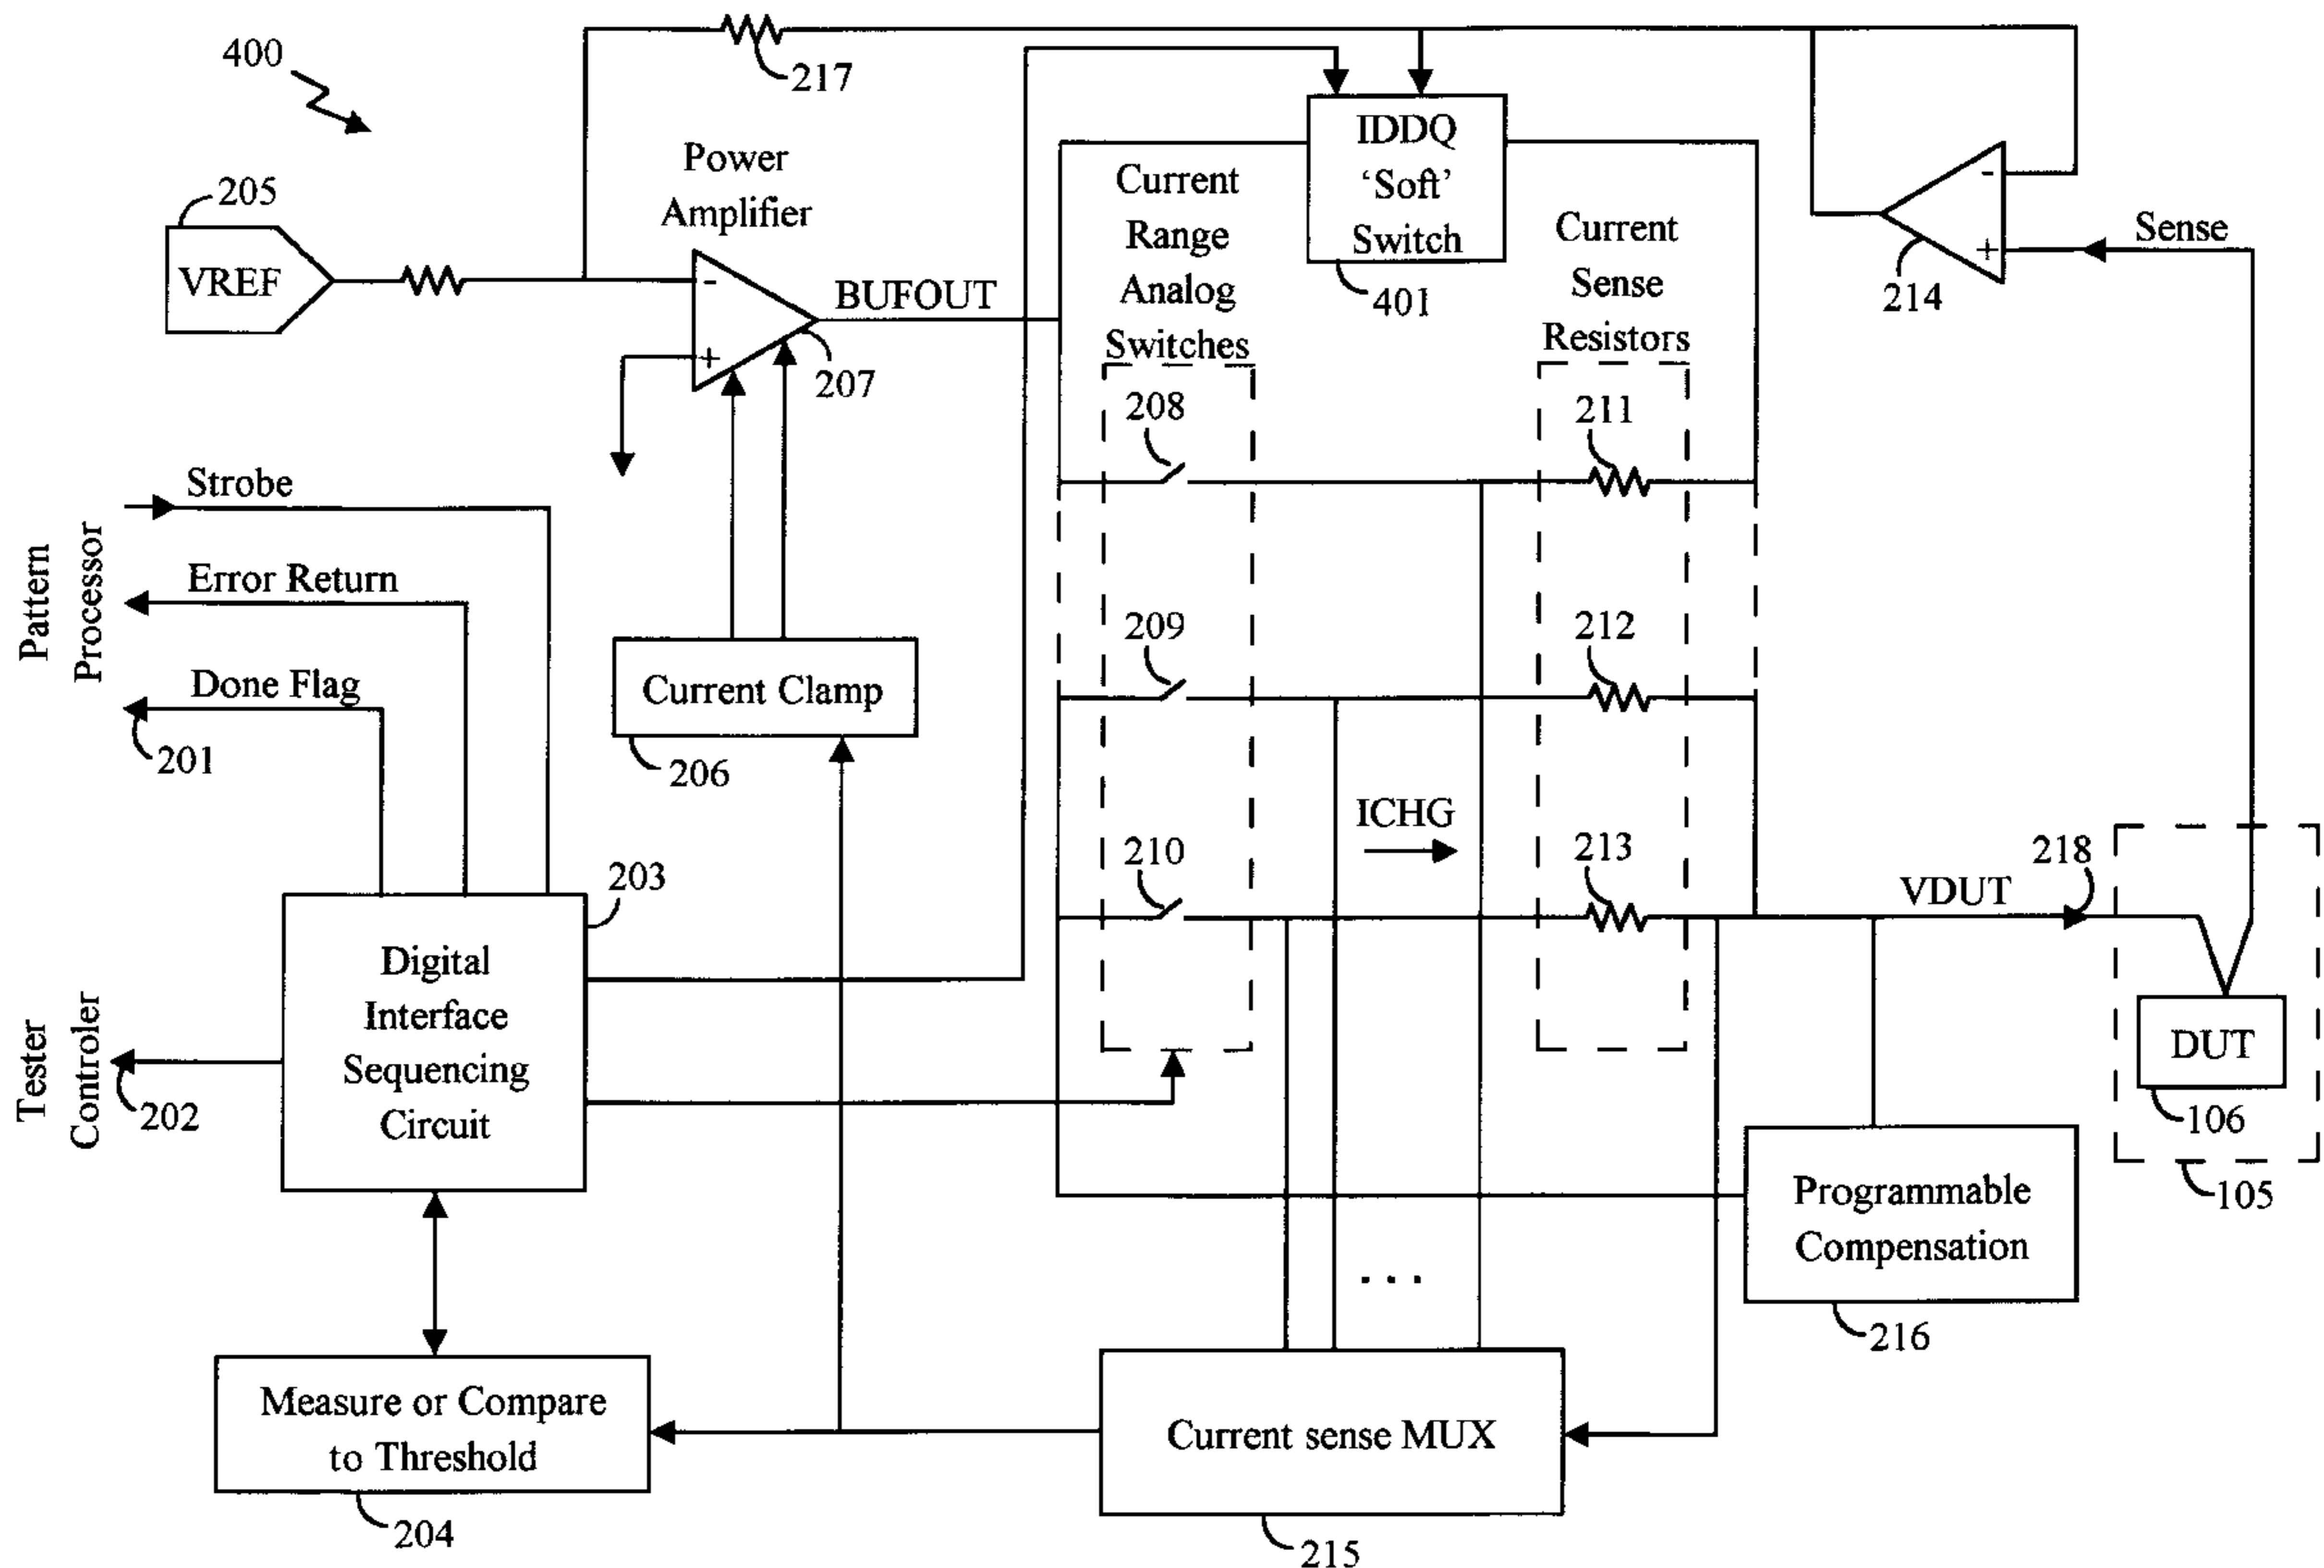 400
217
Power
Amplifier
205
VREF
-
+
BUFOUT
207
Current
Range
Analog
Switches
IDDQ
‘Soft’
Switch
401
Current
Sense
Resistors
-
+
214
Sense
Pattern
Processor
Strobe
Error Return
Done Flag
201
Current Clamp
206
208
209
210
211
212
213
ICHG
VDUT
218
DUT
106
105
Tester
Controler
202
203
Digital
Interface
Sequencing
Circuit
Programmable
Compensation
216
...
Measure or Compare
to Threshold
204
Current sense MUX
215